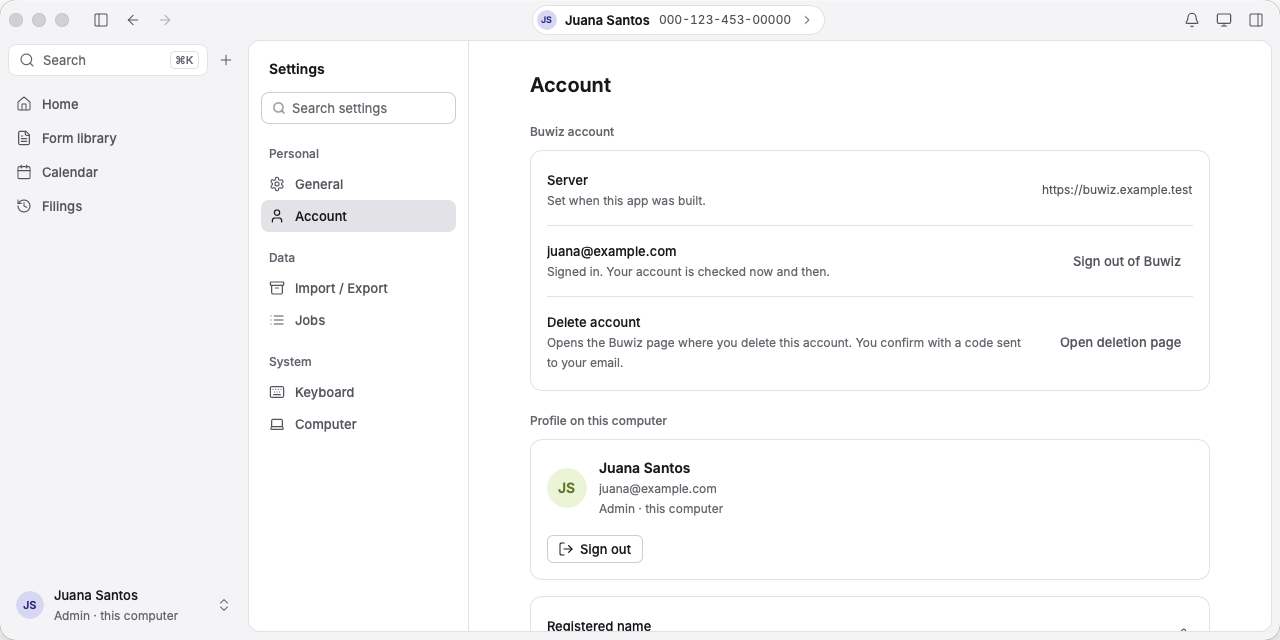 JS Juana Santos 000-123-453-00000
Search ⌘K
Home
Form library
Calendar
Filings
JS
Juana Santos
Admin · this computer
Settings
Search settings
Personal
General
Account
Data
Import / Export
Jobs
System
Keyboard
Computer
Account
Buwiz account
Server
Set when this app was built.
https://buwiz.example.test
juana@example.com
Signed in. Your account is checked now and then.
Sign out of Buwiz
Delete account
Opens the Buwiz page where you delete this account. You confirm with a code sent
to your email.
Open deletion page
Profile on this computer
JS
Juana Santos
juana@example.com
Admin · this computer
Sign out
Registered name